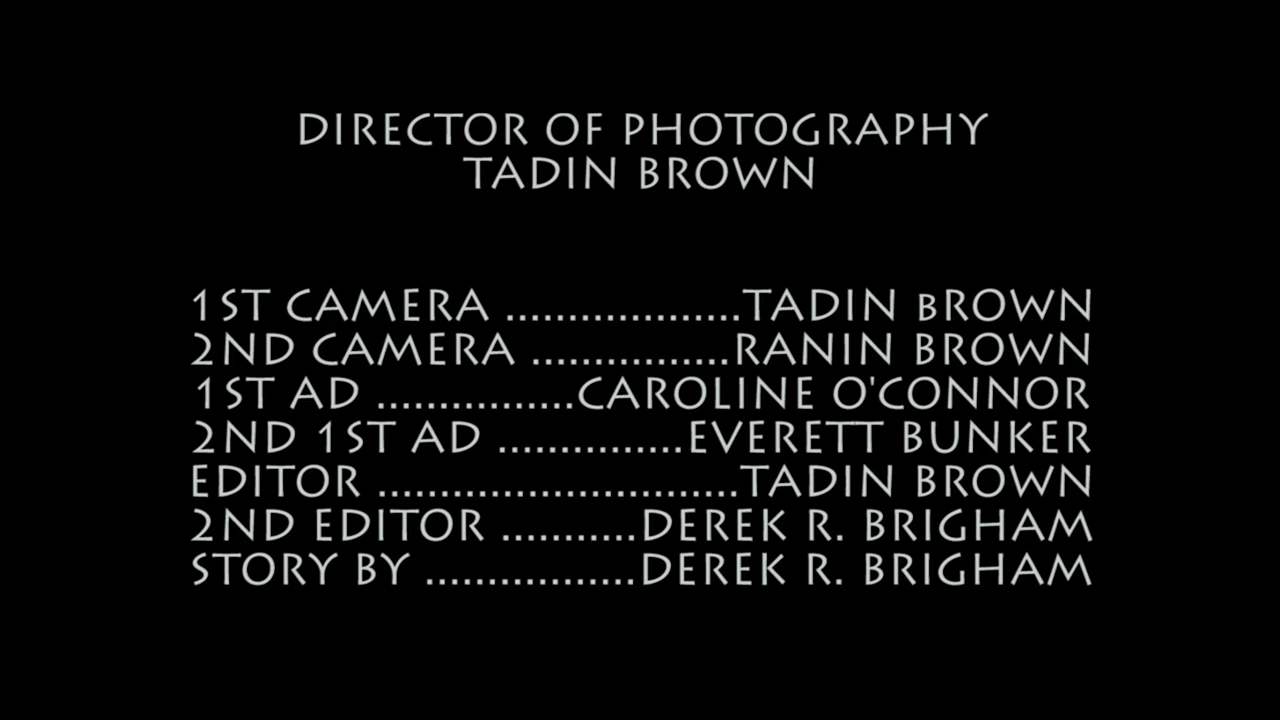 DIRECTOR OF PHOTOGRAPHY
TADIN BROWN
1ST CAMERA ...................TADIN BROWN
2ND CAMERA ................RANIN BROWN
1ST AD ................CAROLINE O'CONNOR
2ND 1ST AD ...............EVERETT BUNKER
EDITOR .............................TADIN BROWN
2ND EDITOR ...........DEREK R. BRIGHAM
STORY BY .................DEREK R. BRIGHAM